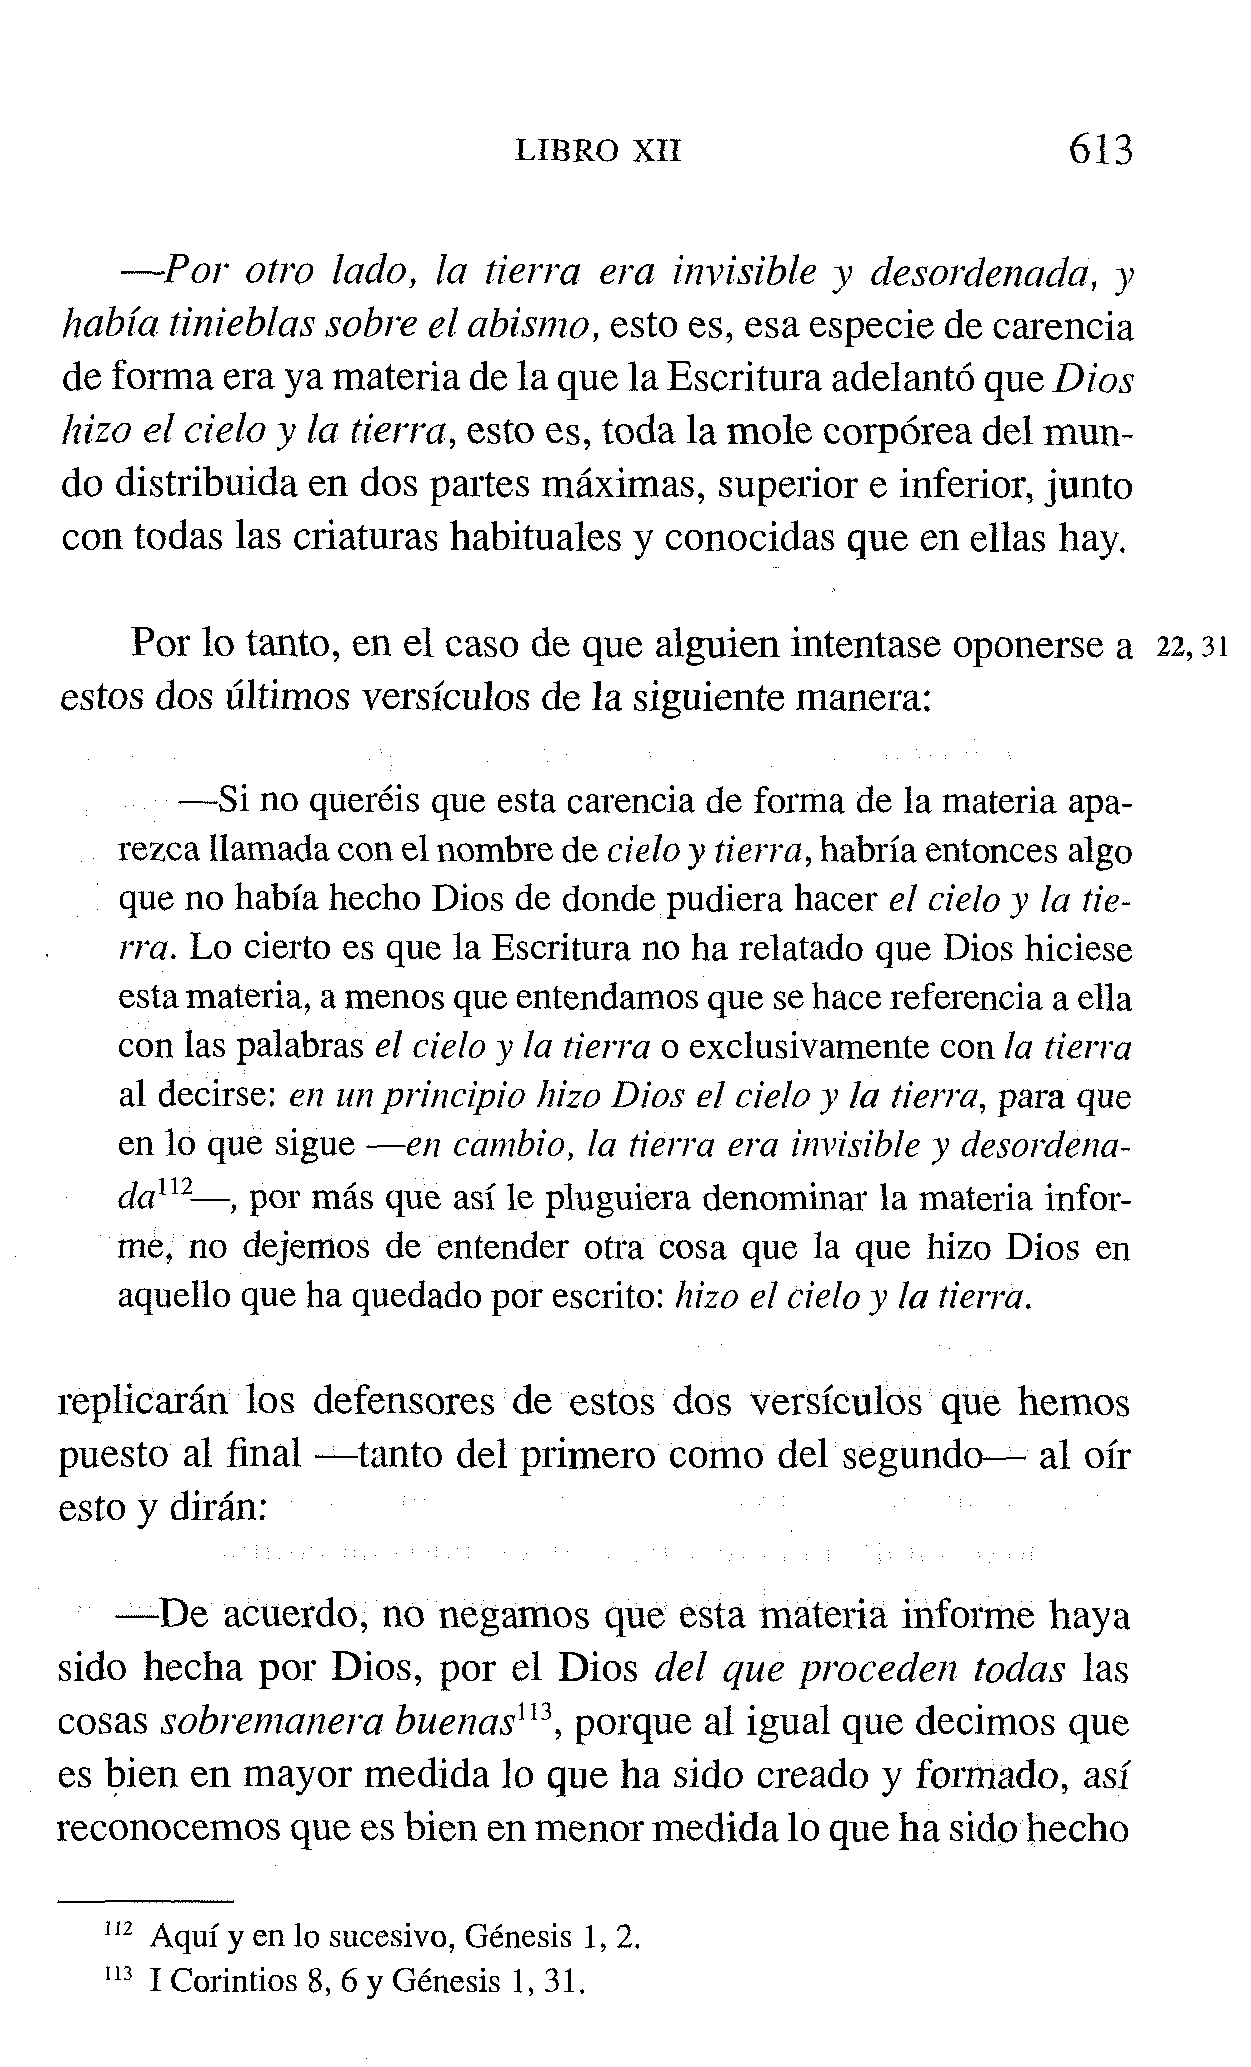 LIBRO XII 613
—Por otro lado, la tierra era invisible y desordenada, y
había tinieblas sobre el abismo, esto es, esa especie de carencia
de forma era ya materia de la que la Escritura adelantó que Dios
hizo el cielo y la tierra, esto es, toda la mole corpórea del mun-
do distribuida en dos partes máximas, superior e inferior, junto
con todas las criaturas habituales y conocidas que en ellas hay.
Por lo tanto, en el caso de que alguien intentase oponerse a 22, 31
estos dos últimos versículos de la siguiente manera:
—Si no queréis que esta carencia de forma de la materia apa-
rezca llamada con el nombre de cielo y tierra, habría entonces algo
que no había hecho Dios de donde pudiera hacer el cielo y la tie-
rra. Lo cierto es que la Escritura no ha relatado que Dios hiciese
esta materia, a menos que entendamos que se hace referencia a ella
con las palabras el cielo y la tierra o exclusivamente con la tierra
al decirse: en un principio hizo Dios el cielo y la tierra, para que
en lo que sigue —en cambio, la tierra era invisible y desordena-
da¹¹²—, por más que así le pluguiera denominar la materia infor-
me, no dejemos de entender otra cosa que la que hizo Dios en
aquello que ha quedado por escrito: hizo el cielo y la tierra.
replicarán los defensores de estos dos versículos que hemos
puesto al final —tanto del primero como del segundo— al oír
esto y dirán:
—De acuerdo, no negamos que esta materia informe haya
sido hecha por Dios, por el Dios del que proceden todas las
cosas sobremanera buenas¹¹³, porque al igual que decimos que
es bien en mayor medida lo que ha sido creado y formado, así
reconocemos que es bien en menor medida lo que ha sido hecho
¹¹² Aquí y en lo sucesivo, Génesis 1, 2.
¹¹³ I Corintios 8, 6 y Génesis 1, 31.